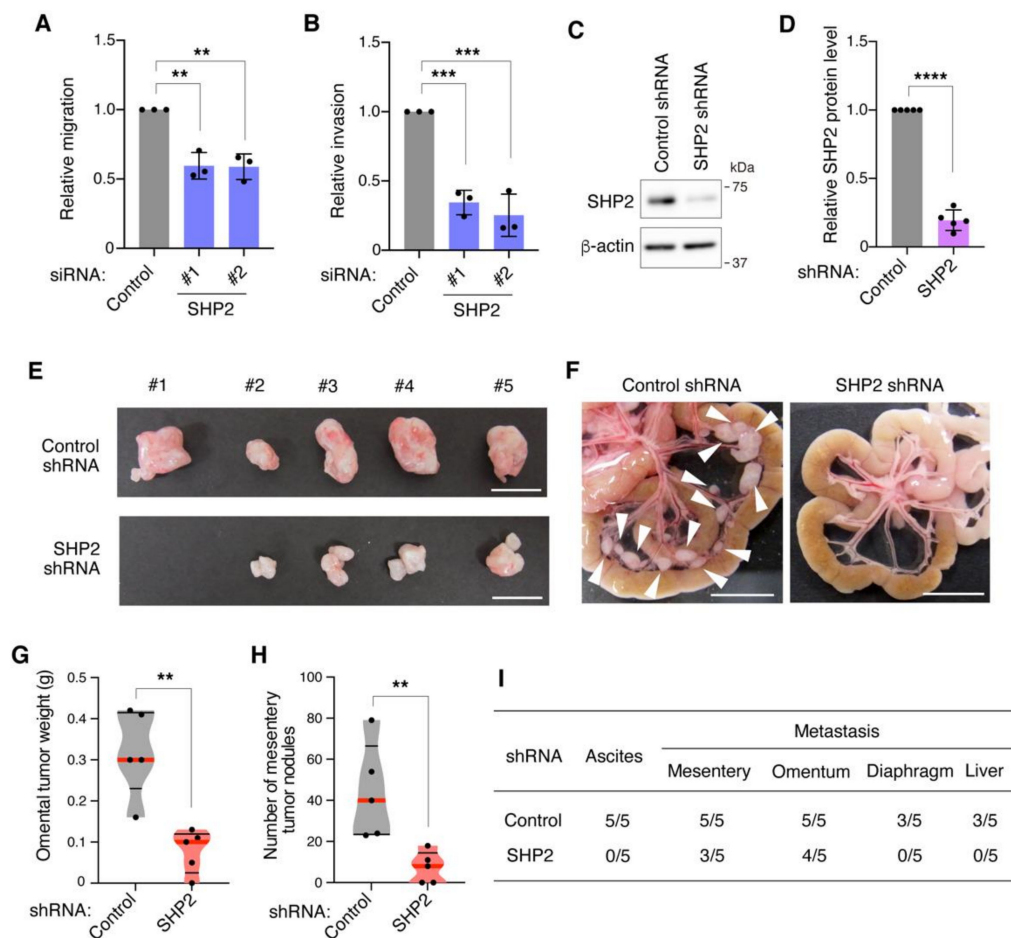 A
Relative migration
1.5
1.0
0.5
0
**
**
siRNA:
Control
#1
#2
SHP2
B
Relative invasion
1.5
1.0
0.5
0
***
***
siRNA:
Control
#1
#2
SHP2
C
Control shRNA
SHP2 shRNA
kDa
SHP2
-75
β-actin
-37
D
Relative SHP2 protein level
1.5
1.0
0.5
0
****
shRNA:
Control
SHP2
E
#1 #2 #3 #4 #5
Control
shRNA
SHP2
shRNA
F
Control shRNA
SHP2 shRNA
G
Omental tumor weight (g)
0.5
0.4
0.3
0.2
0.1
0
**
shRNA:
Control
SHP2
H
Number of mesentery
tumor nodules
100
80
60
40
20
0
**
shRNA:
Control
SHP2
I
shRNA Ascites Metastasis
Mesentery Omentum Diaphragm Liver
Control 5/5 5/5 5/5 3/5 3/5
SHP2 0/5 3/5 4/5 0/5 0/5